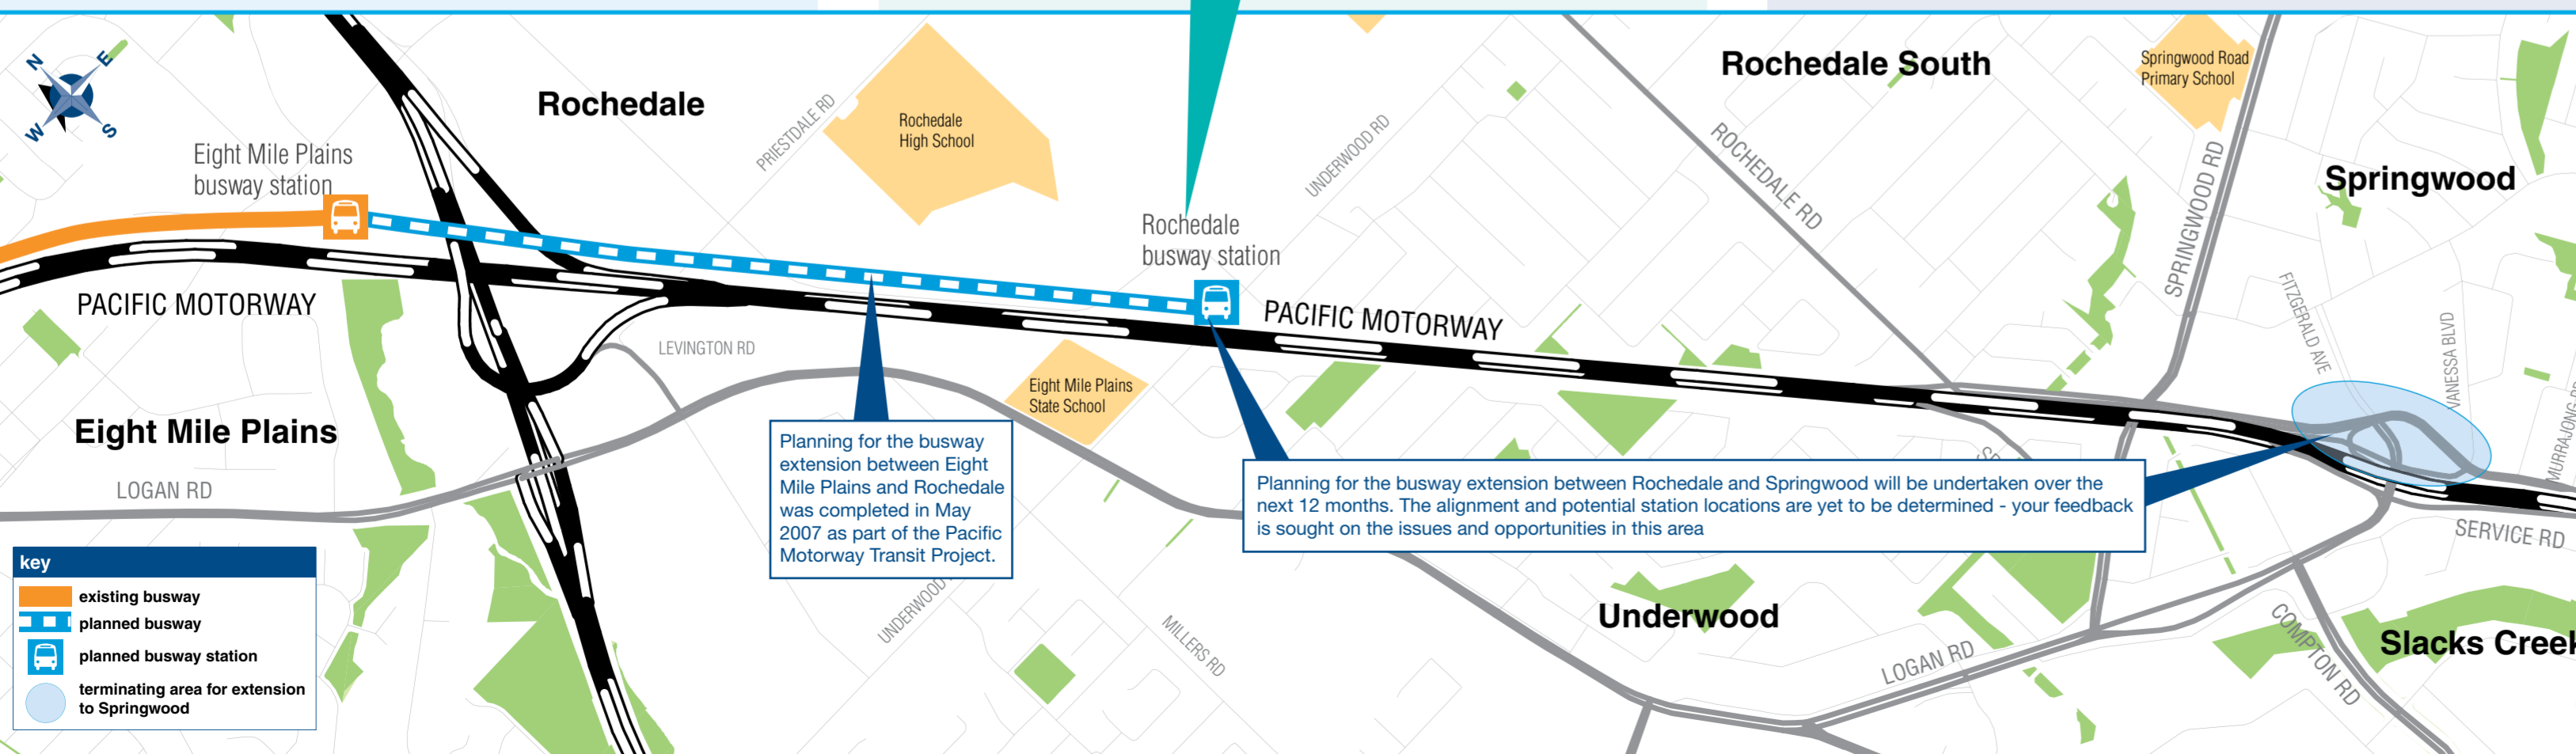 N
E
W
S
Rochedale
Rochedale South
Springwood Road
Primary School
Rochedale
High School
PRIESTDALE RD
UNDERWOOD RD
ROCHEDALE RD
SPRINGWOOD RD
Springwood
Eight Mile Plains
busway station
Rochedale
busway station
PACIFIC MOTORWAY
PACIFIC MOTORWAY
FITZGERALD AVE
VANESSA BLVD
LEVINGTON RD
Eight Mile Plains
State School
Eight Mile Plains
LOGAN RD
Planning for the busway
extension between Eight
Mile Plains and Rochedale
was completed in May
2007 as part of the Pacific
Motorway Transit Project.
Planning for the busway extension between Rochedale and Springwood will be undertaken over the
next 12 months. The alignment and potential station locations are yet to be determined - your feedback
is sought on the issues and opportunities in this area
MURRAJONG
SERVICE RD
key
existing busway
planned busway
planned busway station
terminating area for extension
to Springwood
UNDERWOOD
MILLERS RD
Underwood
LOGAN RD
COMPTON RD
Slacks Creek